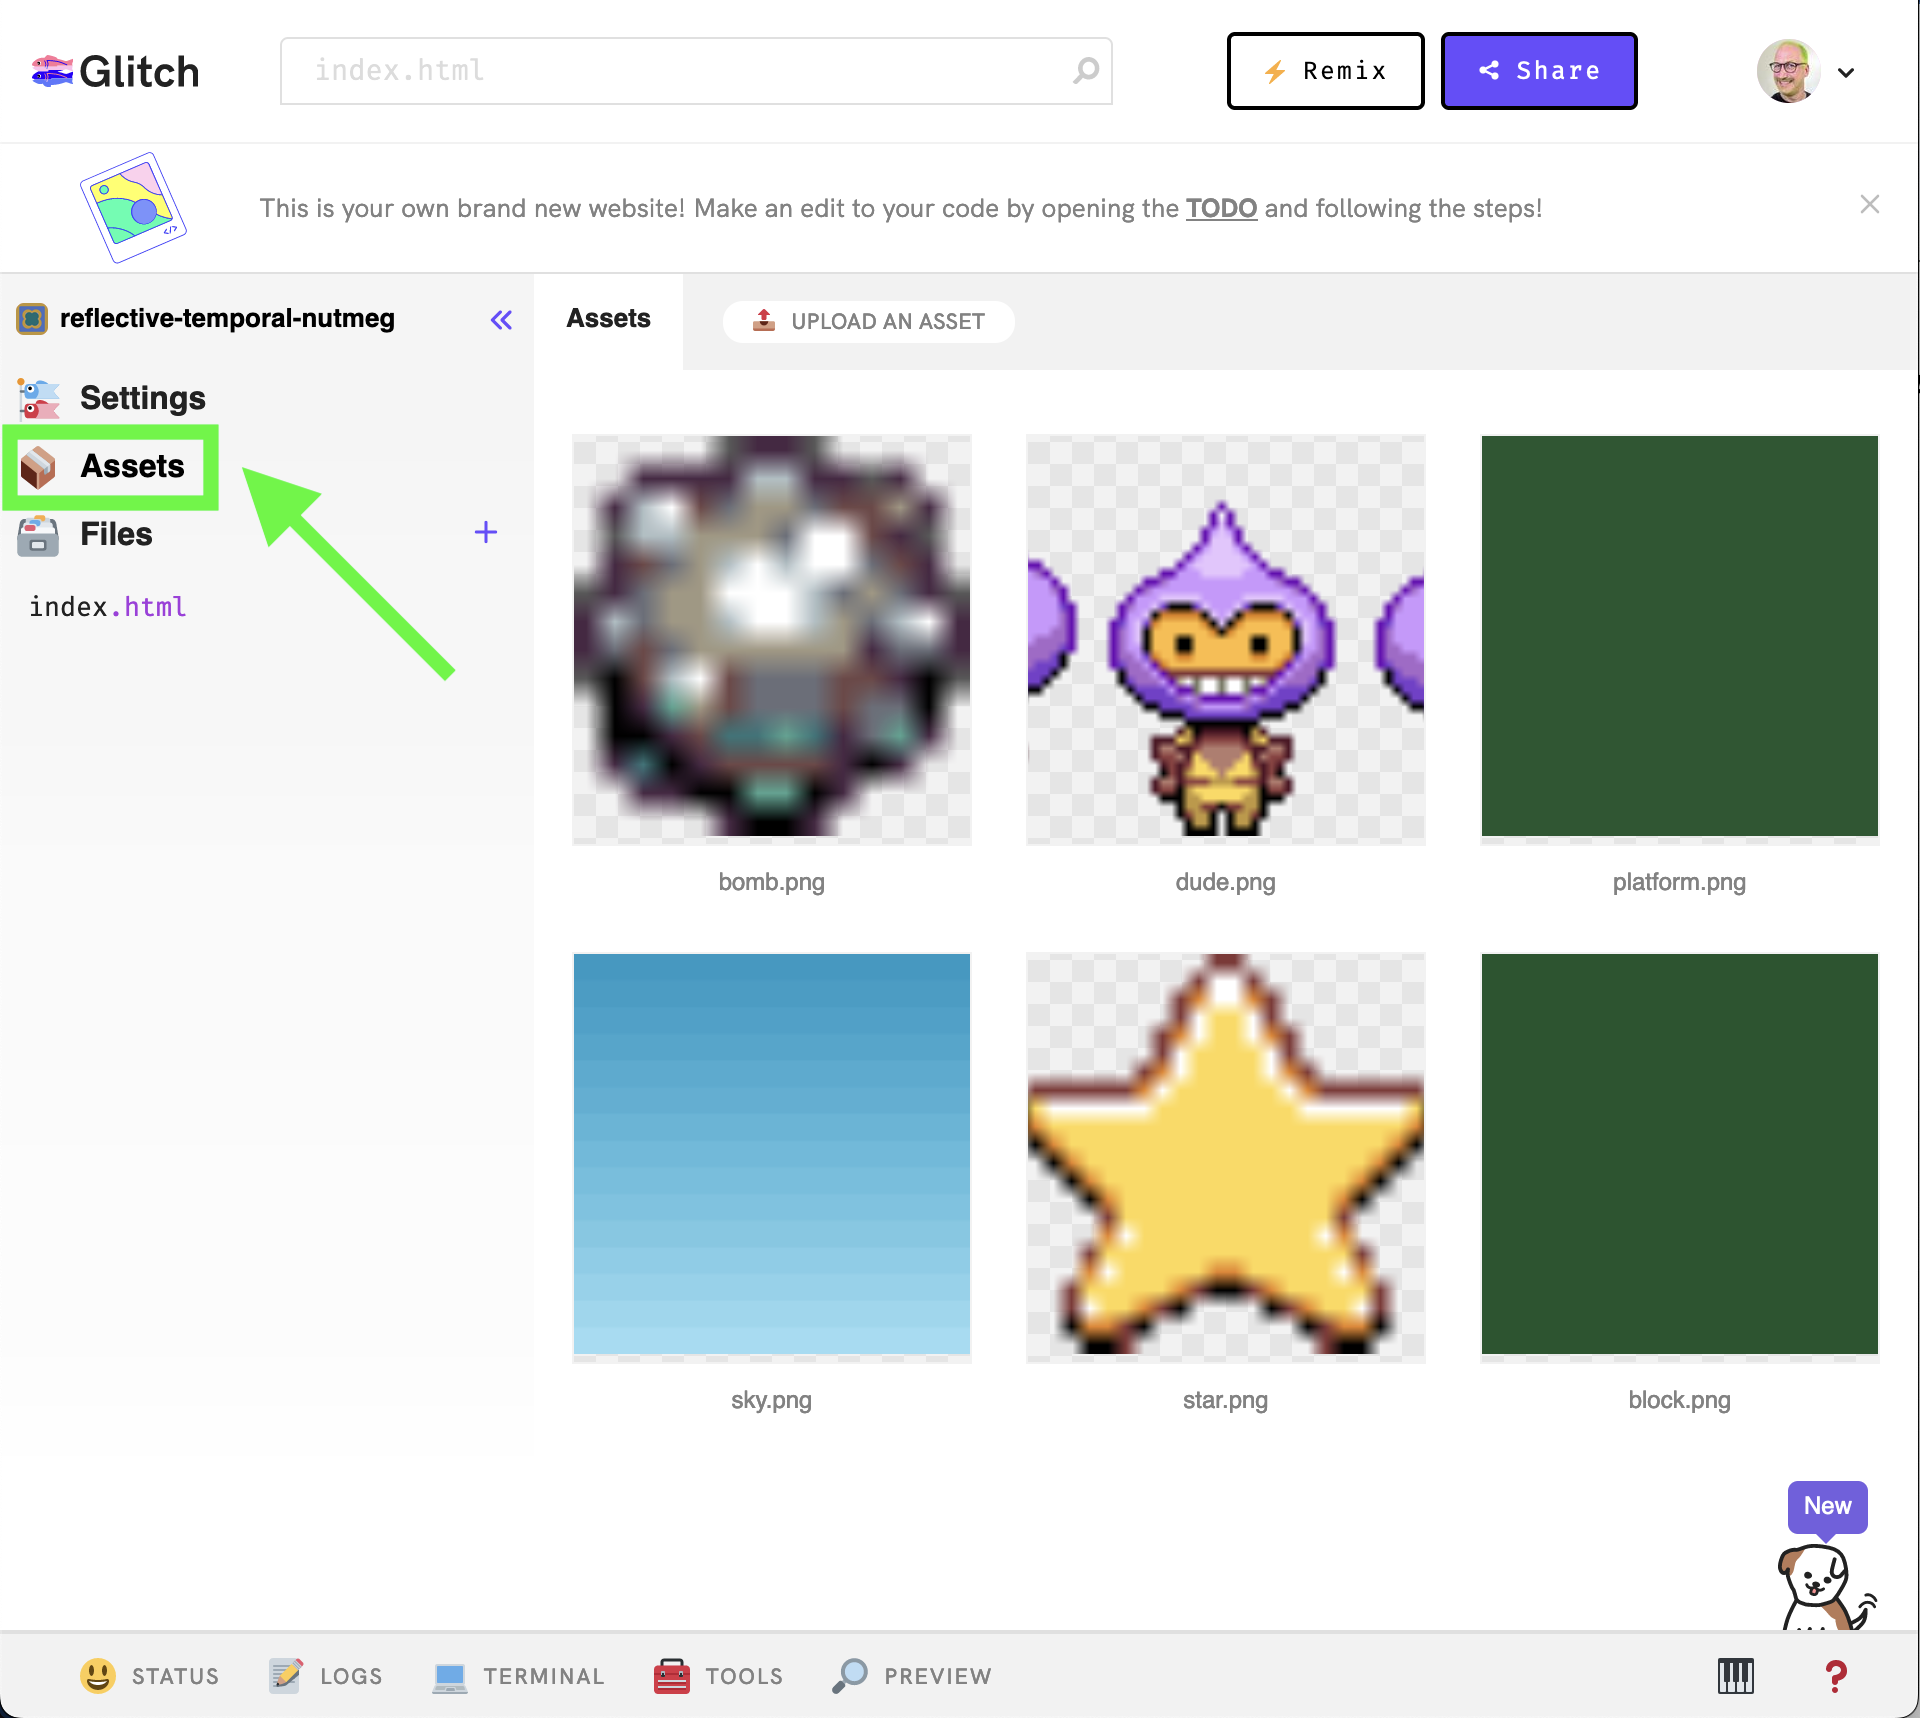 Glitch
index.html
Remix
Share
This is your own brand new website! Make an edit to your code by opening the TODO and following the steps!
reflective-temporal-nutmeg
Assets
UPLOAD AN ASSET
Settings
Assets
Files
index.html
bomb.png
dude.png
platform.png
sky.png
star.png
block.png
New
STATUS
LOGS
TERMINAL
TOOLS
PREVIEW
?